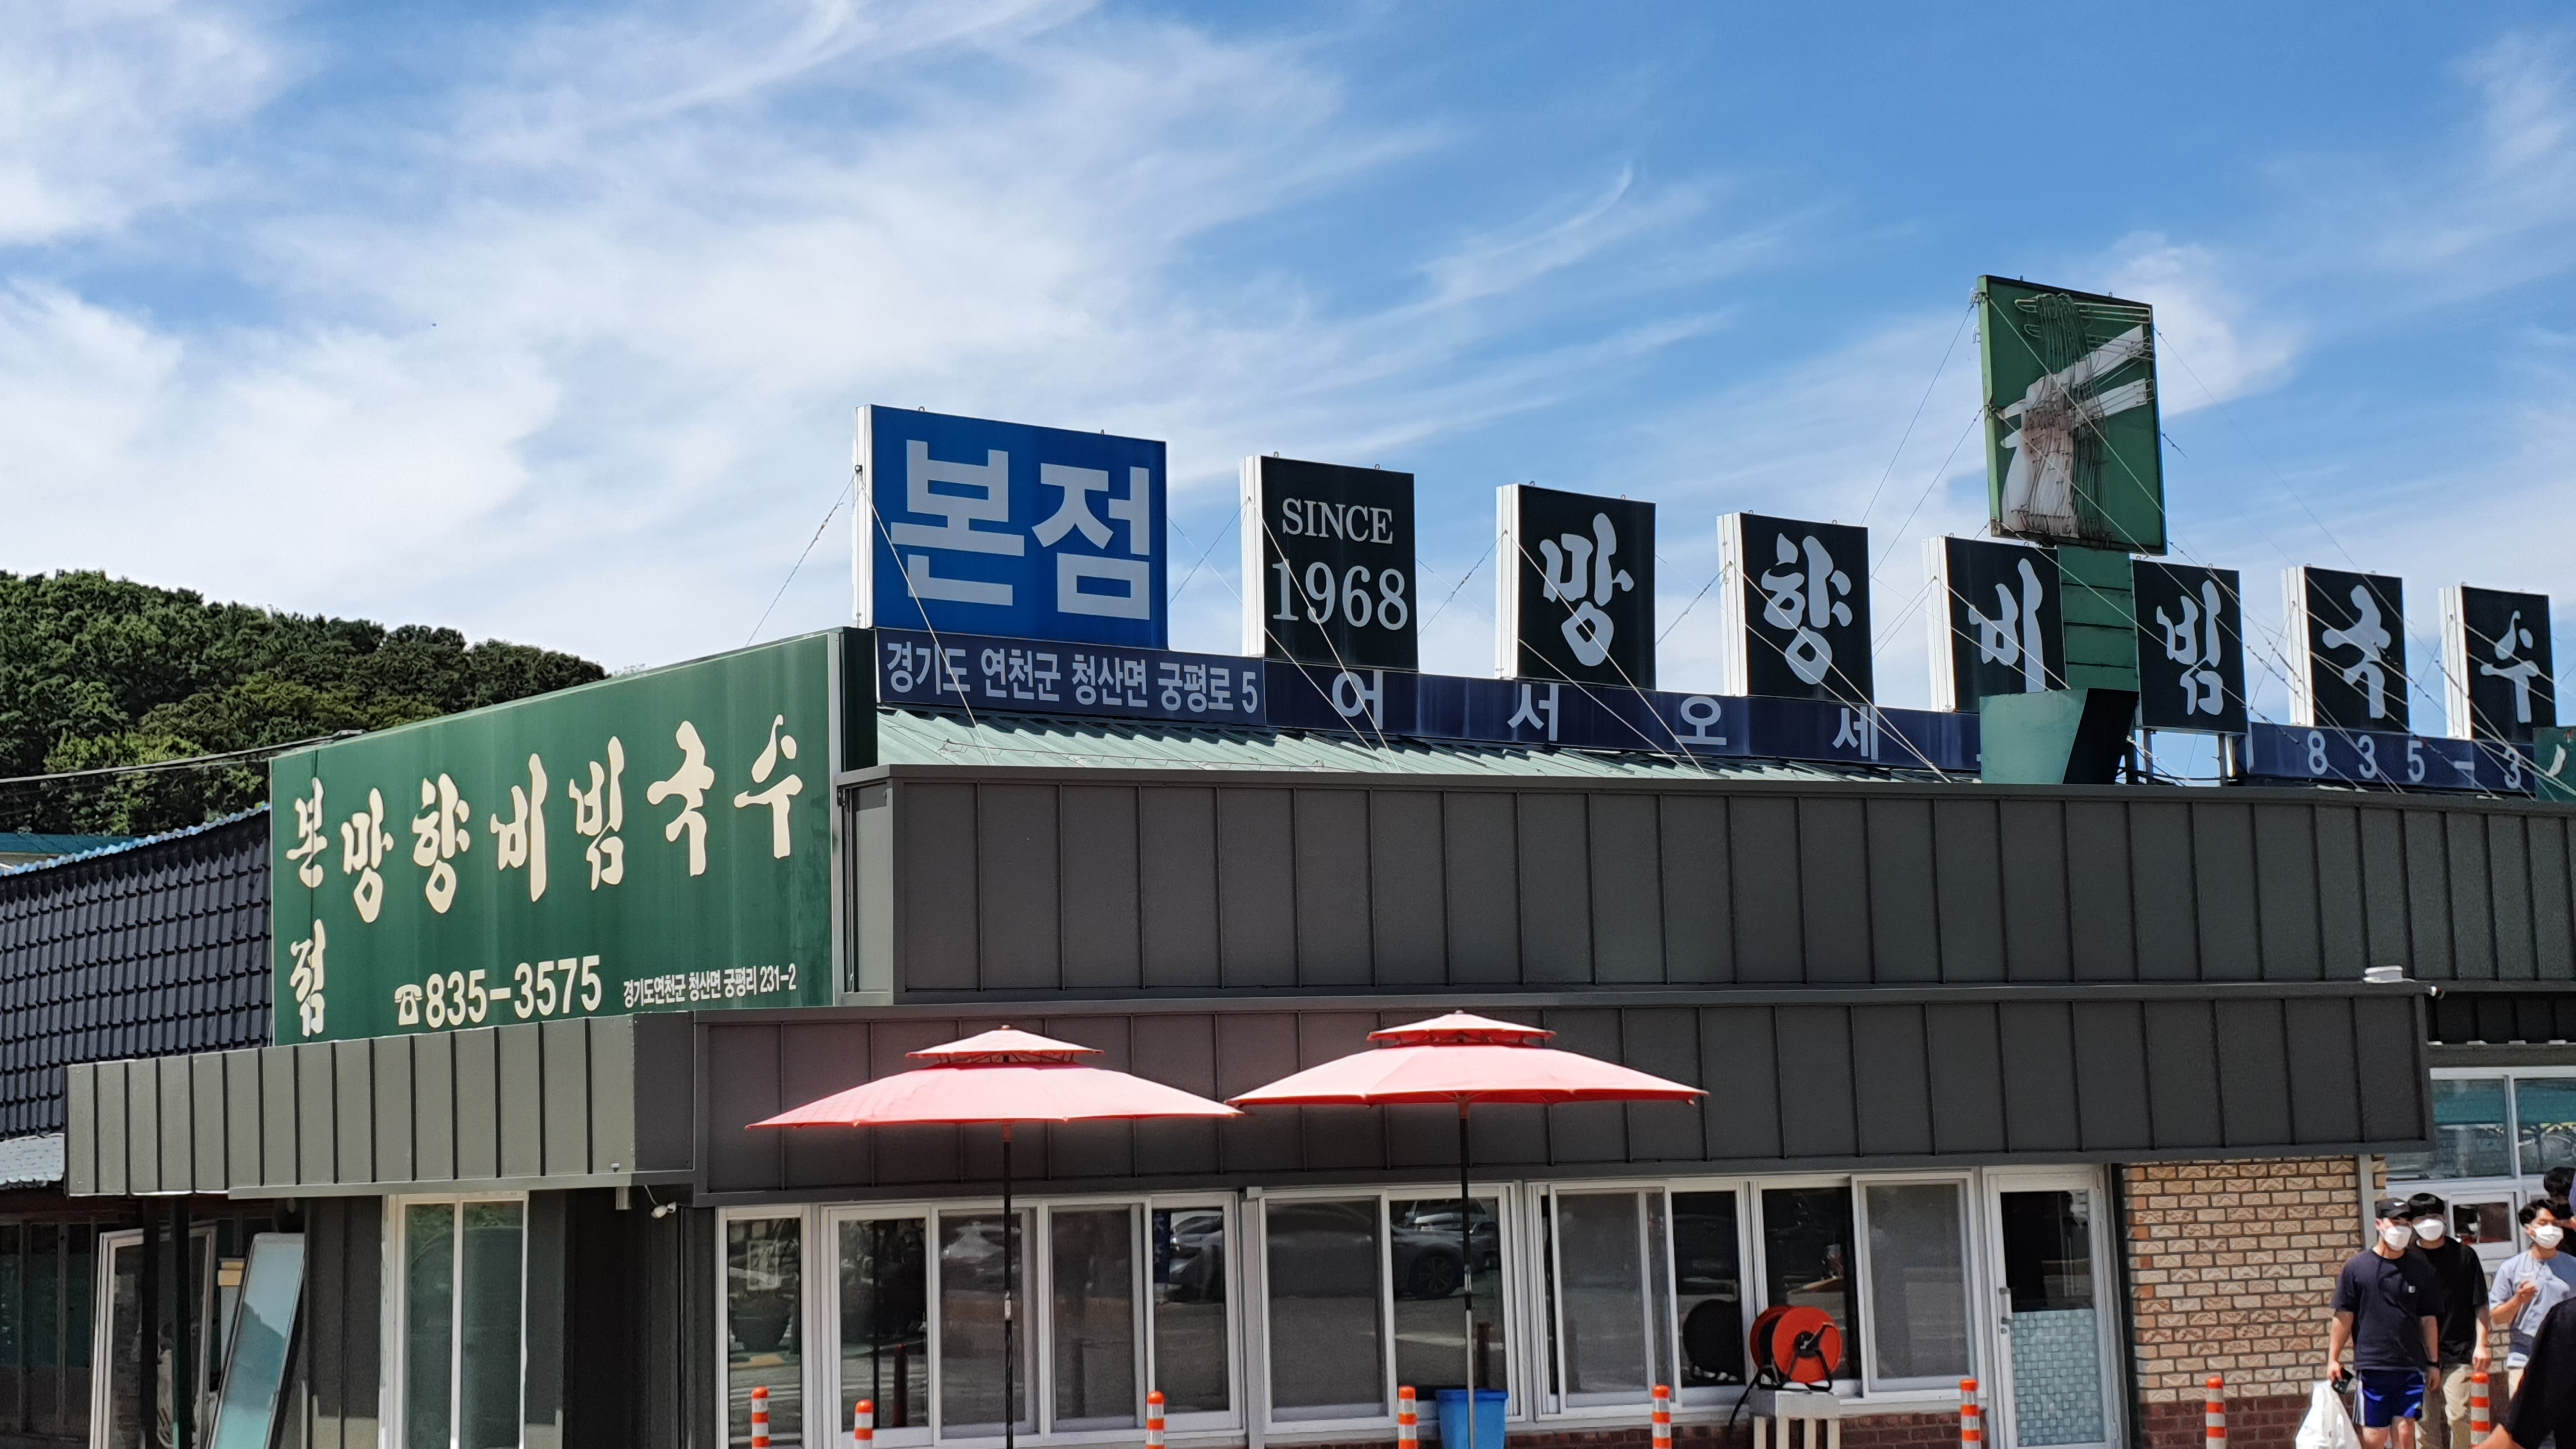 본점
SINCE
1968
망향비빔국수
경기도 연천군 청산면 궁평로 5
어서오세
835-3
본점
망향비빔국수
☎835-3575
경기도연천군 청산면 궁평리 231-2